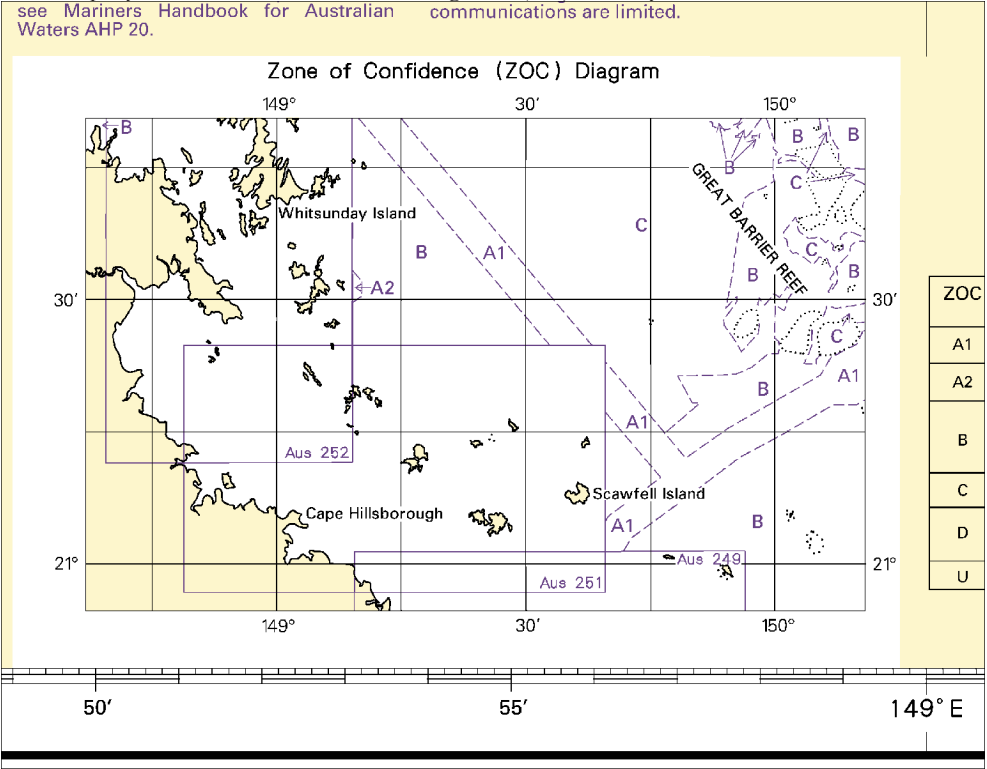 see Mariners Handbook for Australian
Waters AHP 20.
communications are limited.
Zone of Confidence (ZOC) Diagram
149° 30′ 150°
B
B
B
B
C
GREAT BARRIER REEF
Whitsunday Island
B
A1
C
C
B
B
A2
30′
30′
C
A1
B
A1
Aus 252
Scawfell Island
Cape Hillsborough
A1
B
Aus 249
21°
21°
Aus 251
149° 30′ 150°
ZOC
A1
A2
B
C
D
U
50′ 55′ 149° E